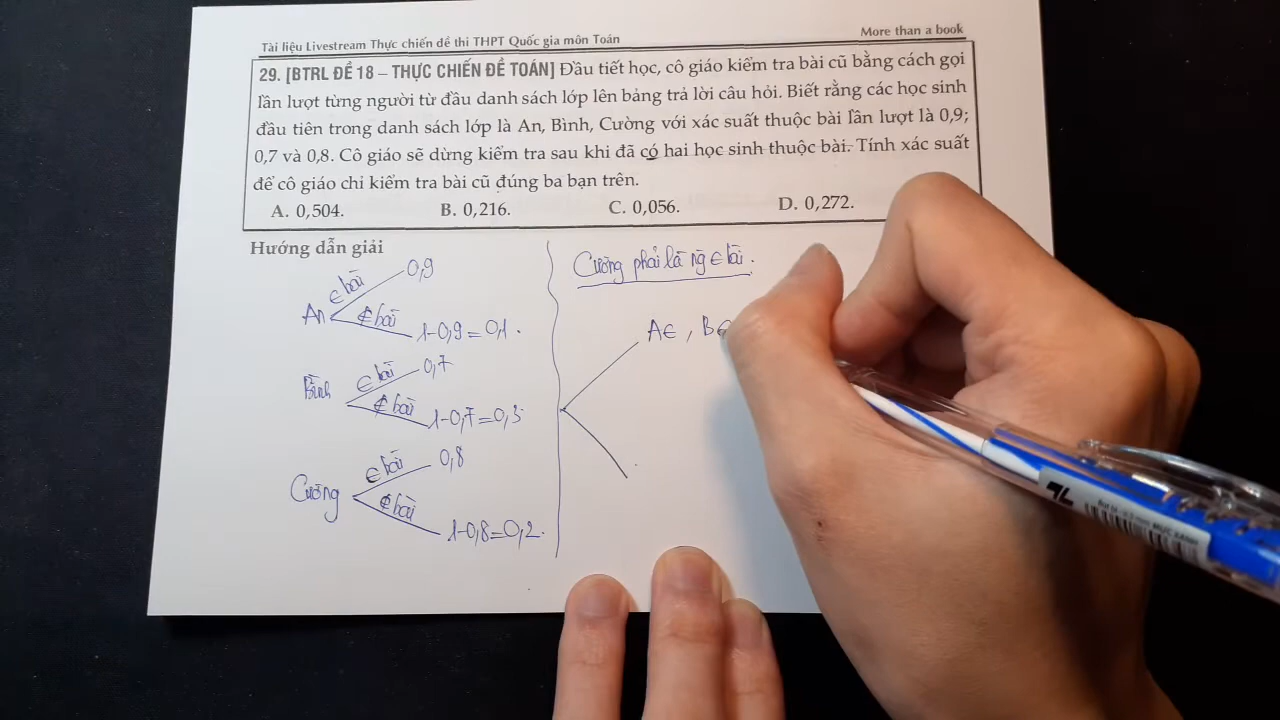 Tài liệu Livestream Thực chiến đề thi THPT Quốc gia môn Toán
More than a book
29. [BTRL ĐỀ 18 – THỰC CHIẾN ĐỀ TOÁN] Đầu tiết học, cô giáo kiểm tra bài cũ bằng cách gọi
lần lượt từng người từ đầu danh sách lớp lên bảng trả lời câu hỏi. Biết rằng các học sinh
đầu tiên trong danh sách lớp là An, Bình, Cường với xác suất thuộc bài lần lượt là 0,9;
0,7 và 0,8. Cô giáo sẽ dừng kiểm tra sau khi đã có hai học sinh thuộc bài. Tính xác suất
để cô giáo chỉ kiểm tra bài cũ đúng ba bạn trên.
A. 0,504. B. 0,216. C. 0,056. D. 0,272.
Hướng dẫn giải
An ∈ bài 0,9
∉ bài 1-0,9=0,1.
Bình ∈ bài 0,7
∉ bài 1-0,7=0,3
Cường ∈ bài 0,8
∉ bài 1-0,8=0,2.
Cường phải là ng ∈ bài.
A∈, B∈